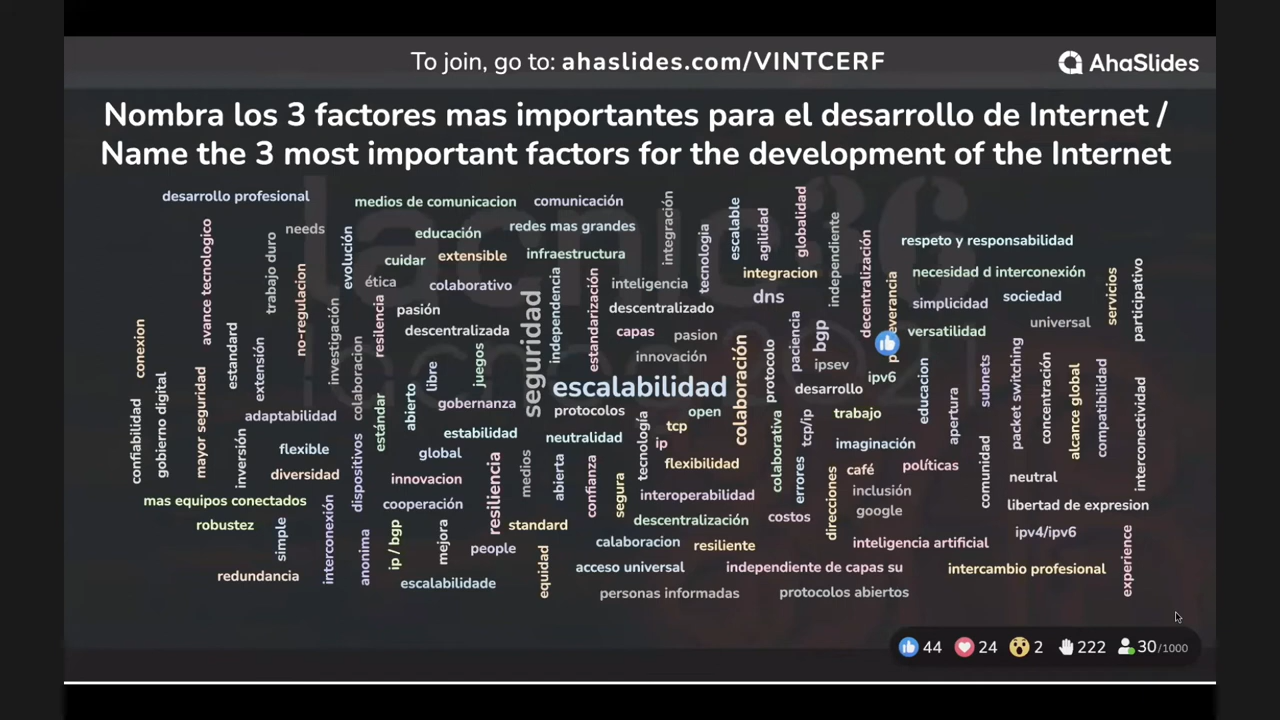 To join, go to: ahaslides.com/VINTCERF
AhaSlides
Nombra los 3 factores mas importantes para el desarrollo de Internet /
Name the 3 most important factors for the development of the Internet
desarrollo profesional
medios de comunicacion
comunicación
integración
escalable
agilidad
globalidad
independiente
avance tecnologico
needs
trabajo duro
evolución
educación
redes mas grandes
tecnologia
decentralización
respeto y responsabilidad
cuidar
extensible
infraestructura
no-regulacion
integracion
necesidad d interconexión
servicios
participativo
ética
colaborativo
inteligencia
independencia
estandarización
dns
simplicidad
sociedad
investigación
resilencia
pasión
seguridad
descentralizado
universal
conexion
estandard
extensión
descentralizada
capas
pasion
paciencia
bgp
versatilidad
colaboracion
juegos
innovación
colaboración
protocolo
ipsev
ipv6
educacion
subnets
packet switching
concentración
alcance global
compatibilidad
gobierno digital
mayor seguridad
libre
abierto
escalabilidad
desarrollo
apertura
interconectividad
confiabilidad
adaptabilidad
estándar
gobernanza
protocolos
open
trabajo
tcp/ip
inversión
flexible
estabilidad
neutralidad
tecnología
tcp
ip
imaginación
dispositivos
global
flexibilidad
colaborativa
comunidad
diversidad
innovacion
resiliencia
medios
abierta
confianza
segura
errores
direcciones
café
políticas
neutral
mas equipos conectados
interconexión
cooperación
interoperabilidad
inclusión
google
libertad de expresion
robustez
simple
anonima
ip / bgp
mejora
standard
descentralización
costos
ipv4/ipv6
experience
people
equidad
calaboracion
resiliente
inteligencia artificial
redundancia
escalabilidade
acceso universal
independiente de capas su
intercambio profesional
personas informadas
protocolos abiertos
44 24 2 222 30/1000